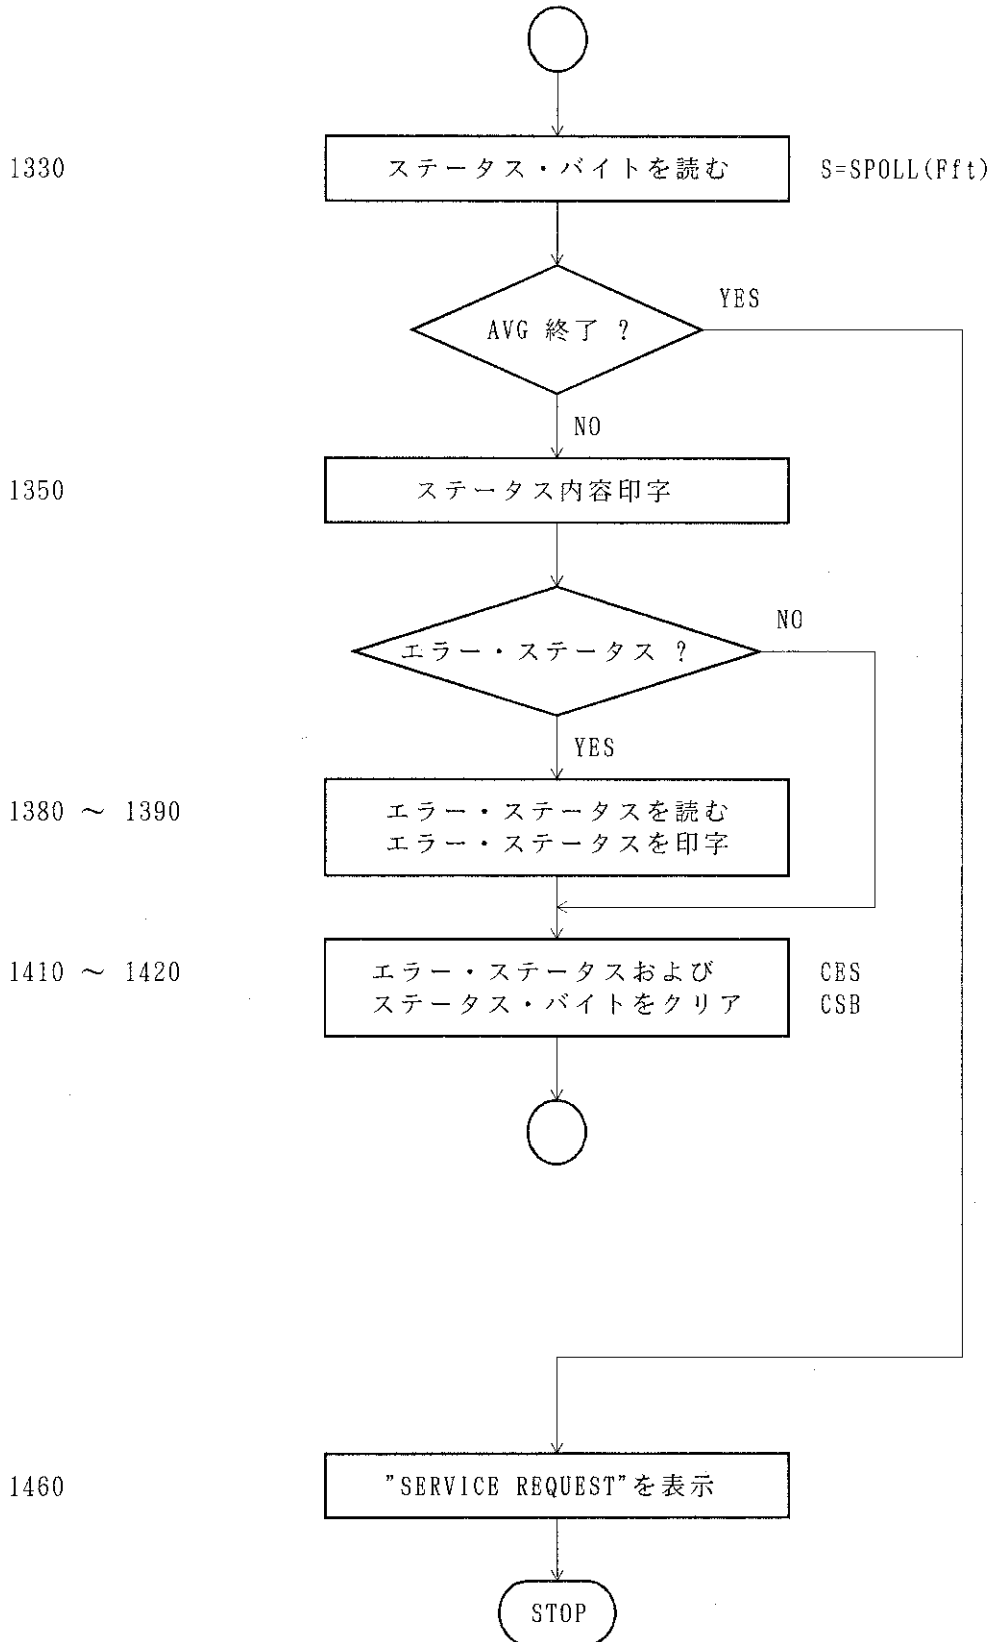 1330 ステータス・バイトを読む S=SPOLL(Fft)
YES
AVG 終了 ?
NO
1350 ステータス内容印字
NO
エラー・ステータス ?
YES
1380 ～ 1390 エラー・ステータスを読む
エラー・ステータスを印字
1410 ～ 1420 エラー・ステータスおよび CES
ステータス・バイトをクリア CSB
1460 "SERVICE REQUEST"を表示
STOP